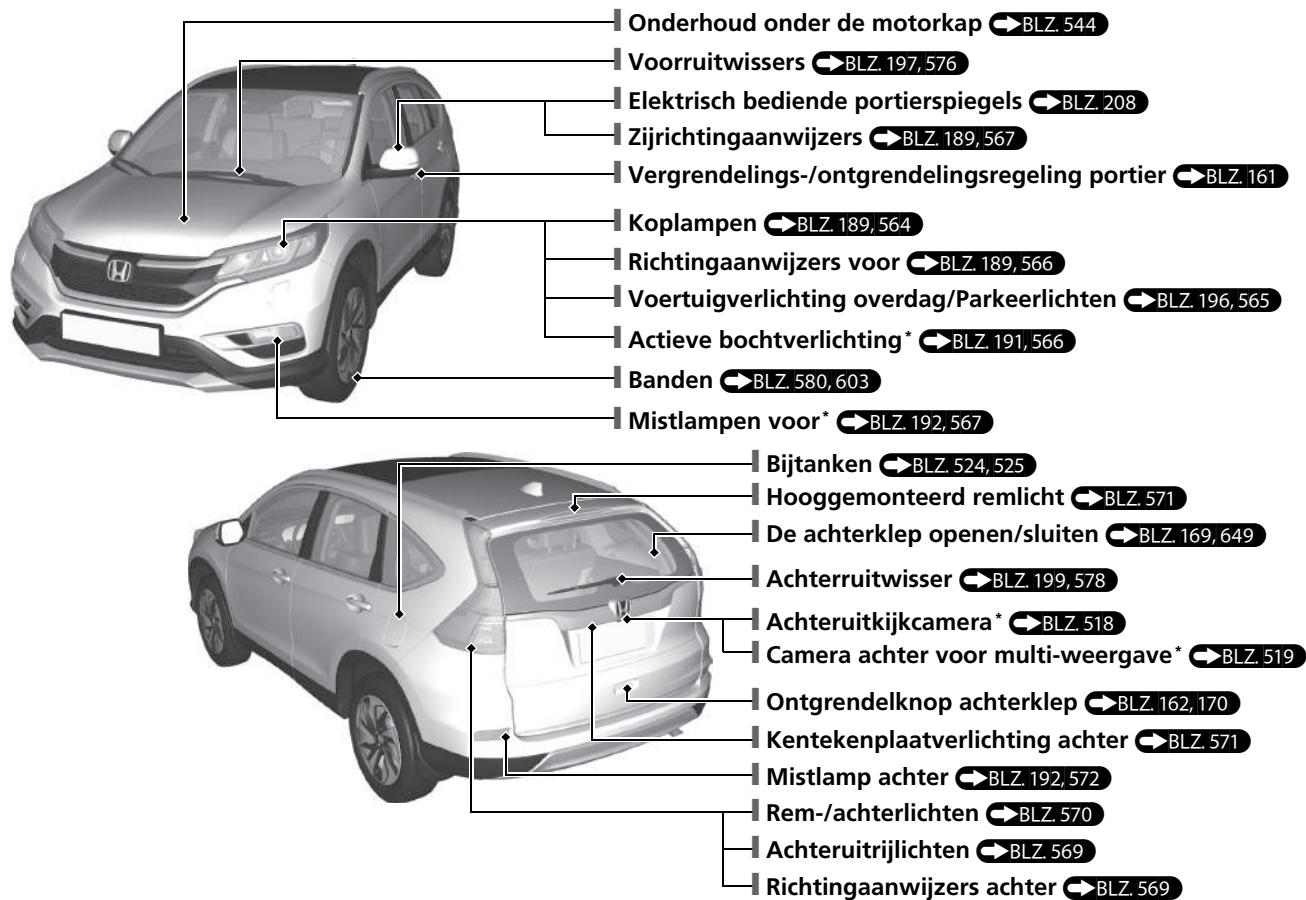 Onderhoud onder de motorkap BLZ. 544
Voorruitwissers BLZ. 197, 576
Elektrisch bediende portierspiegels BLZ. 208
Zijrichtingaanwijzers BLZ. 189, 567
Vergrendelings-/ontgrendelingsregeling portier BLZ. 161
Koplampen BLZ. 189, 564
Richtingaanwijzers voor BLZ. 189, 566
Voertuigverlichting overdag/Parkeerlichten BLZ. 196, 565
Actieve bochtverlichting* BLZ. 191, 566
Banden BLZ. 580, 603
Mistlampen voor* BLZ. 192, 567
Bijtanken BLZ. 524, 525
Hooggemonteerd remlicht BLZ. 571
De achterklep openen/sluiten BLZ. 169, 649
Achterruitwisser BLZ. 199, 578
Achteruitkijkcamera* BLZ. 518
Camera achter voor multi-weergave* BLZ. 519
Ontgrendelknop achterklep BLZ. 162, 170
Kentekenplaatverlichting achter BLZ. 571
Mistlamp achter BLZ. 192, 572
Rem-/achterlichten BLZ. 570
Achteruitrijlichten BLZ. 569
Richtingaanwijzers achter BLZ. 569